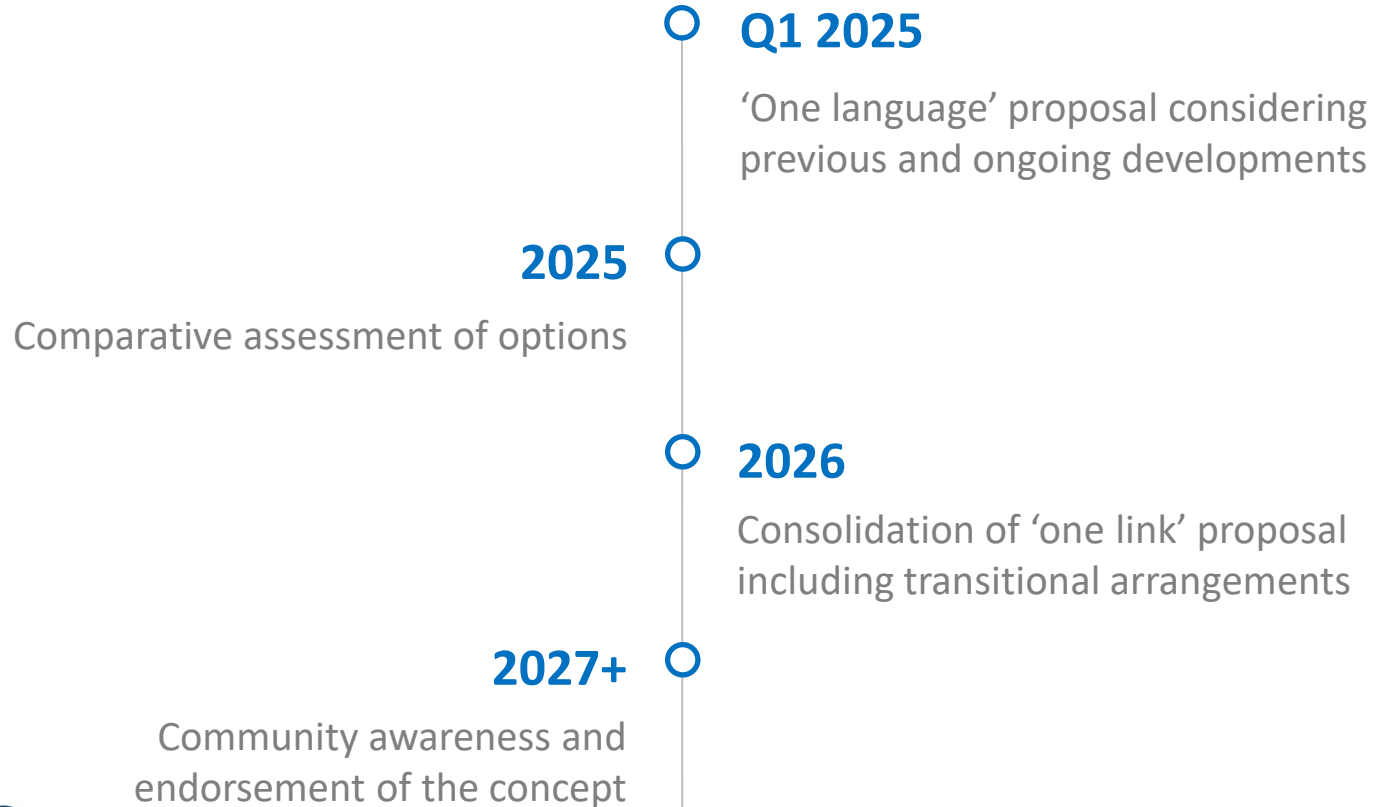 Q1 2025
‘One language’ proposal considering
previous and ongoing developments
2025
Comparative assessment of options
2026
Consolidation of ‘one link’ proposal
including transitional arrangements
2027+
Community awareness and
endorsement of the concept